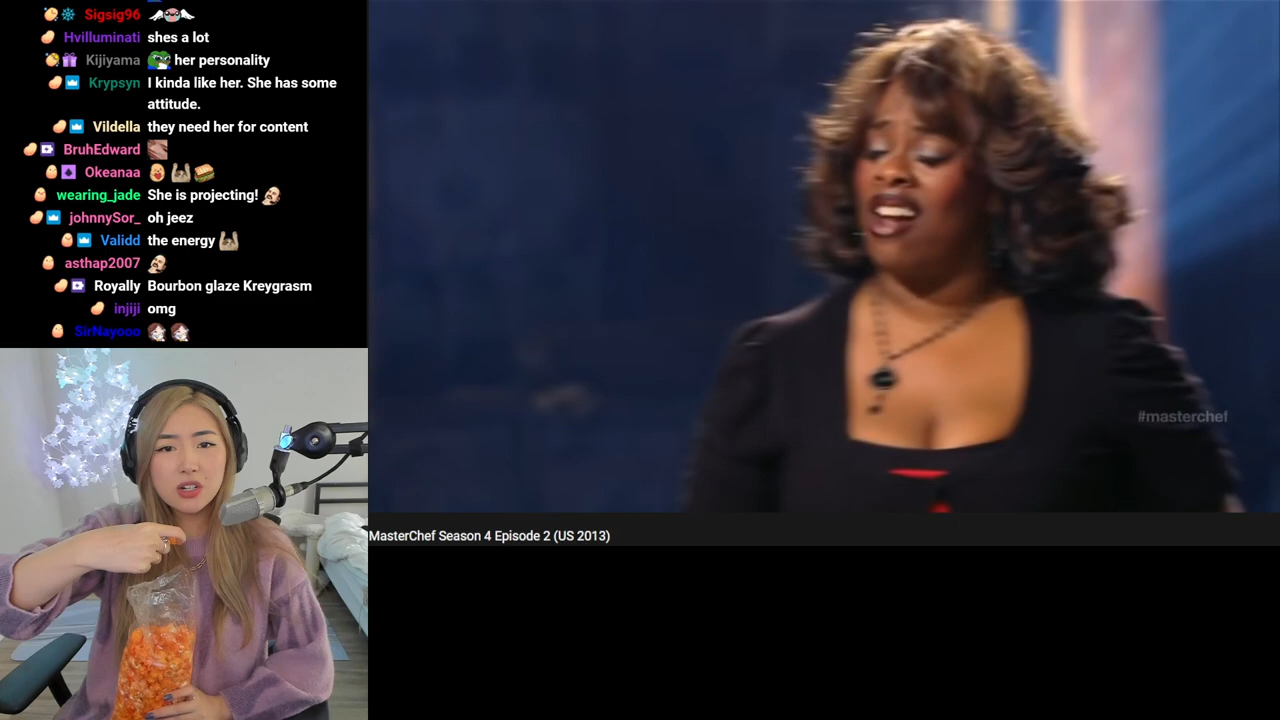 Sigsig96
Hvilluminati shes a lot
Kijiyama her personality
Krypsyn I kinda like her. She has some
attitude.
Vildella they need her for content
BruhEdward
Okeanaa
wearing_jade She is projecting!
johnnySor_ oh jeez
Validd the energy
asthap2007
Royally Bourbon glaze Kreygrasm
injiji omg
SirNayooo
#masterchef
MasterChef Season 4 Episode 2 (US 2013)